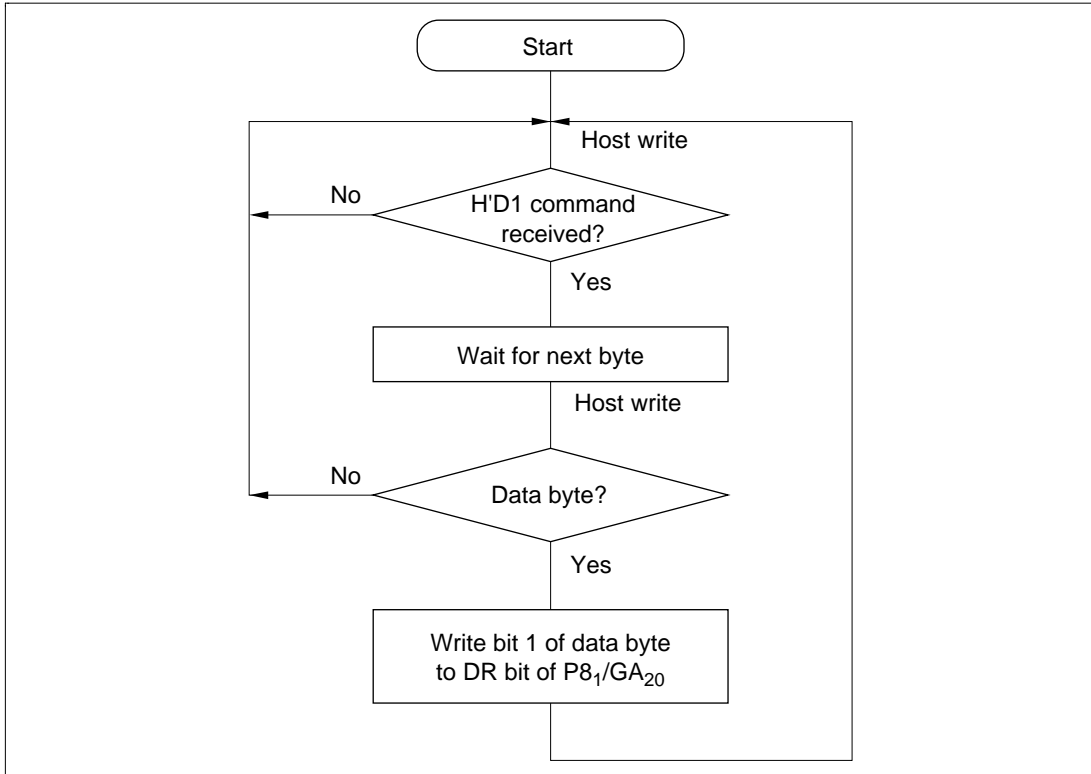 Start
Host write
No
H'D1 command
received?
Yes
Wait for next byte
Host write
No
Data byte?
Yes
Write bit 1 of data byte
to DR bit of P8₁/GA₂₀